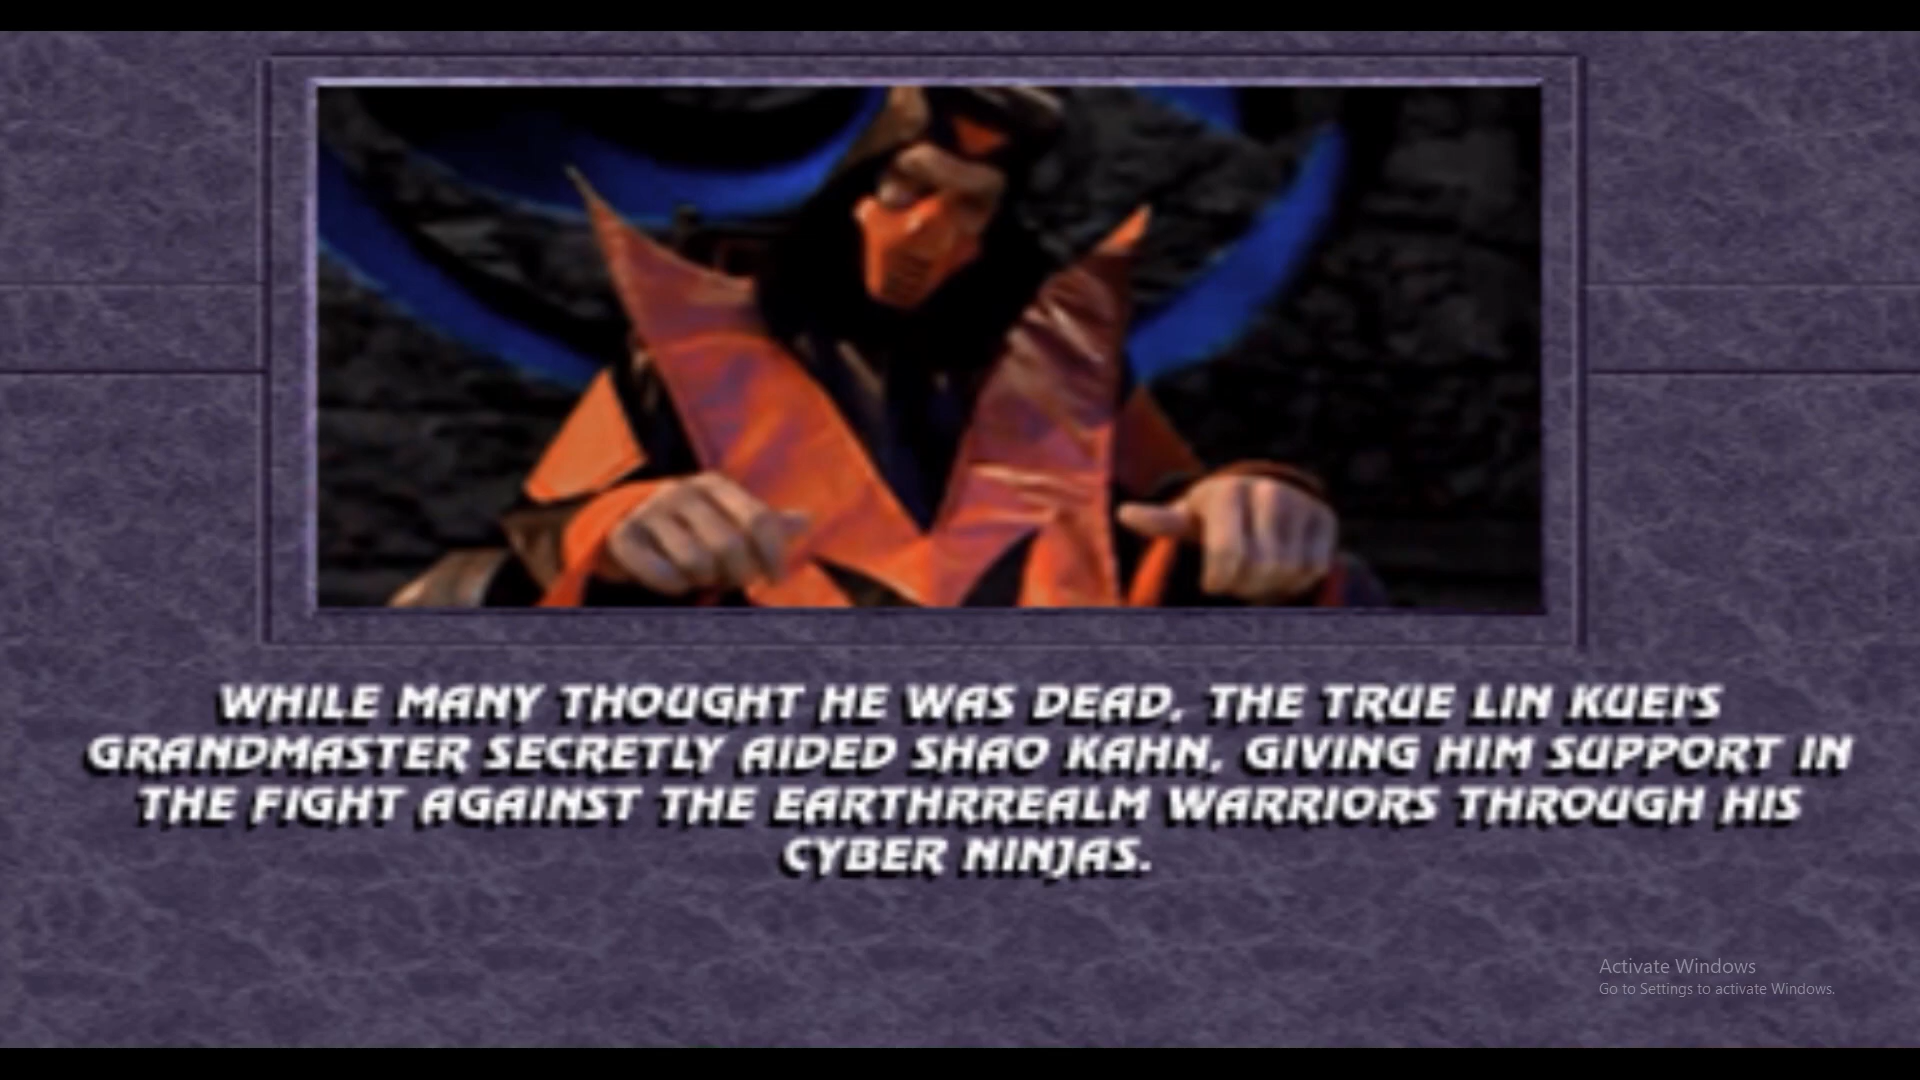 WHILE MANY THOUGHT HE WAS DEAD, THE TRUE LIN KUEI'S
GRANDMASTER SECRETLY AIDED SHAO KAHN, GIVING HIM SUPPORT IN
THE FIGHT AGAINST THE EARTHRREALM WARRIORS THROUGH HIS
CYBER NINJAS.
Activate Windows
Go to Settings to activate Windows.